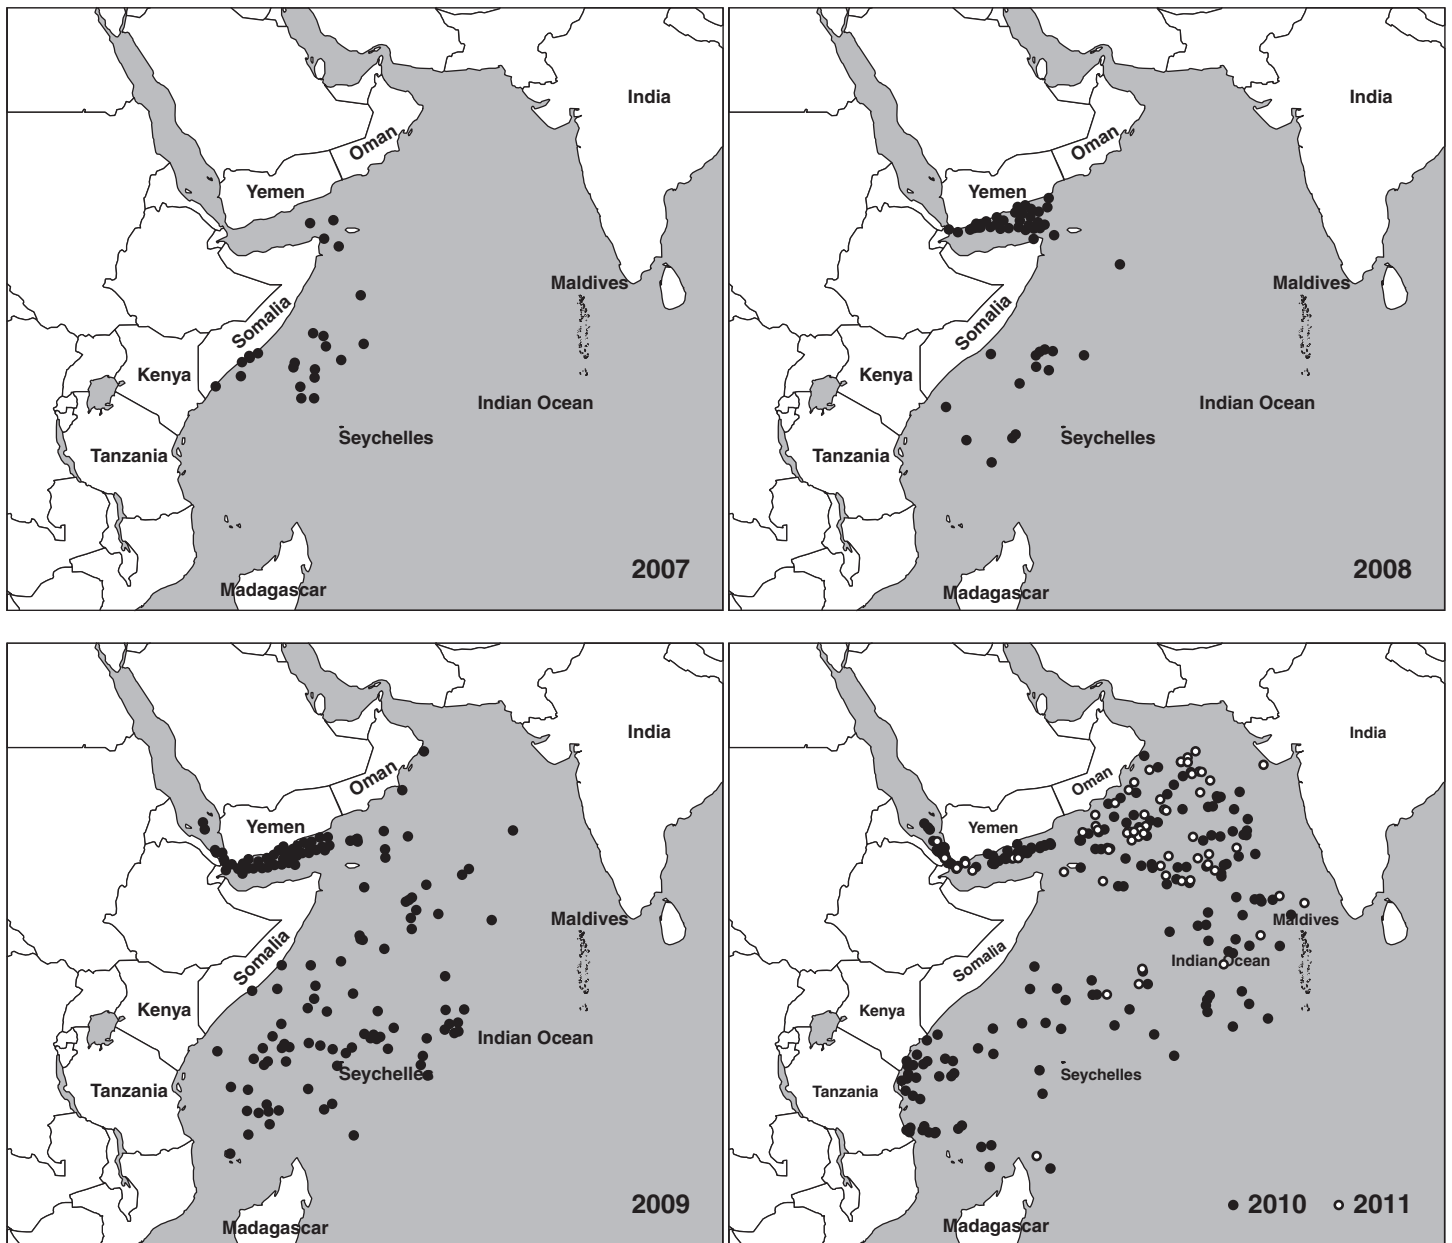 India
Oman
Yemen
Maldives
Somalia
Kenya
Indian Ocean
Seychelles
Tanzania
2007
Madagascar
India
Oman
Yemen
Maldives
Somalia
Kenya
Indian Ocean
Seychelles
Tanzania
2008
Madagascar
India
Oman
Yemen
Maldives
Somalia
Kenya
Indian Ocean
Seychelles
Tanzania
2009
Madagascar
India
Oman
Yemen
Maldives
Somalia
Indian Ocean
Kenya
Seychelles
Tanzania
2010 2011
Madagascar